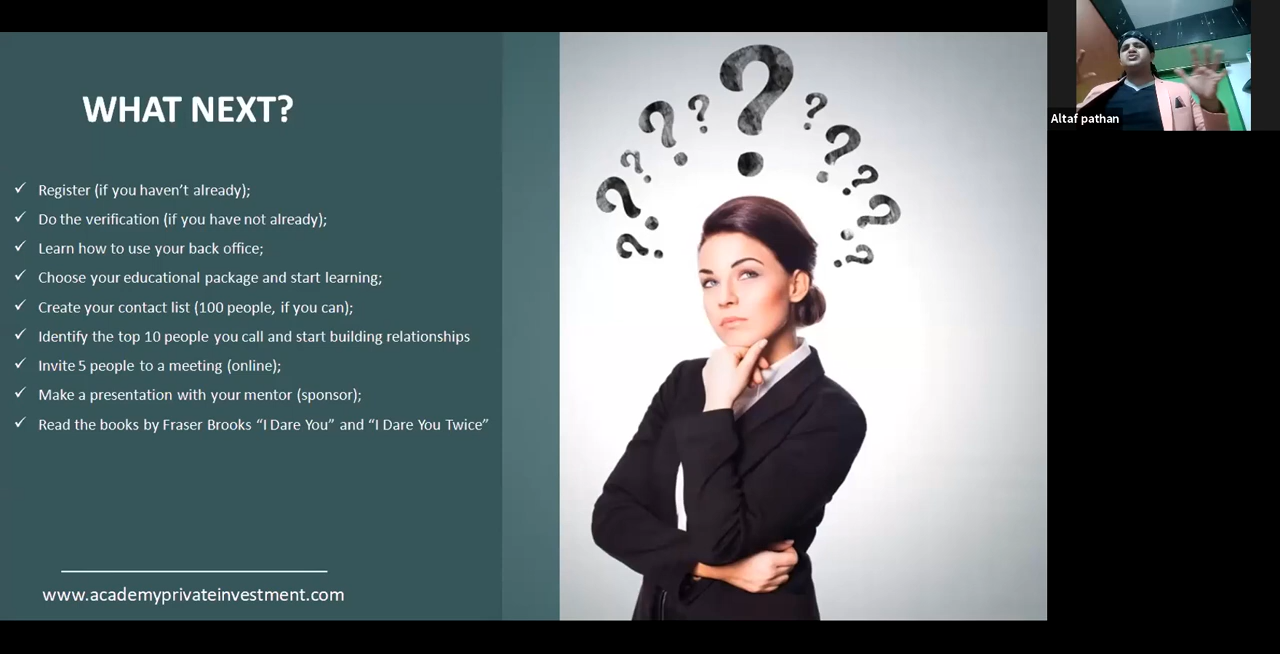 WHAT NEXT?
✓ Register (if you haven't already);
✓ Do the verification (if you have not already);
✓ Learn how to use your back office;
✓ Choose your educational package and start learning;
✓ Create your contact list (100 people, if you can);
✓ Identify the top 10 people you call and start building relationships
✓ Invite 5 people to a meeting (online);
✓ Make a presentation with your mentor (sponsor);
✓ Read the books by Fraser Brooks “I Dare You” and “I Dare You Twice”
www.academyprivateinvestment.com
Altaf pathan